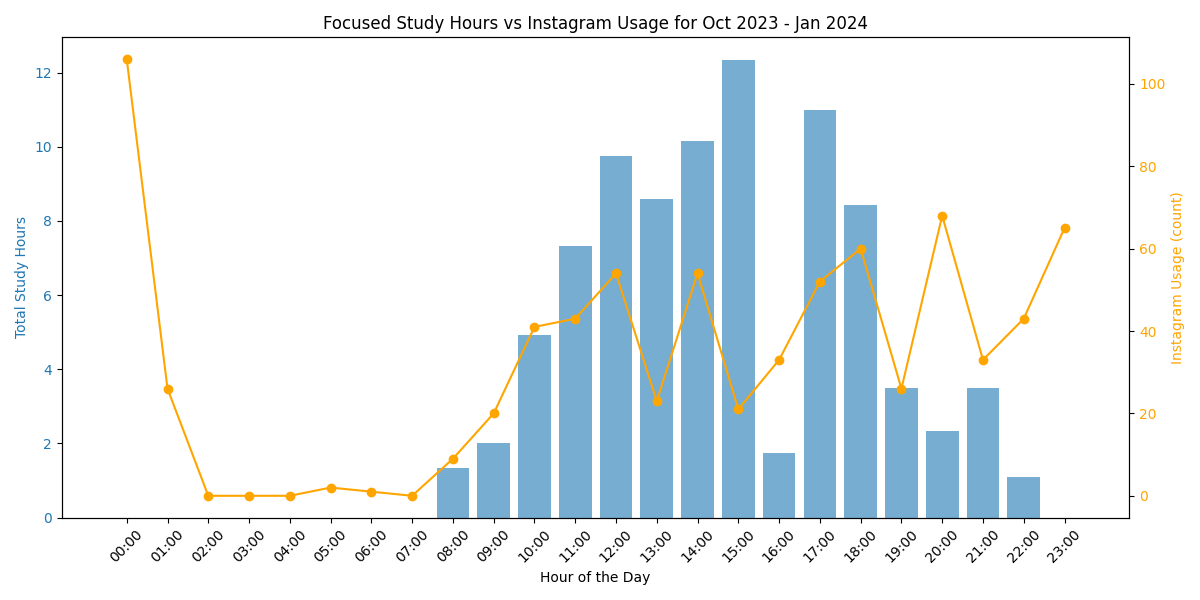 Focused Study Hours vs Instagram Usage for Oct 2023 - Jan 2024
Total Study Hours
12
10
8
6
4
2
0
Instagram Usage (count)
100
80
60
40
20
0
00:00 01:00 02:00 03:00 04:00 05:00 06:00 07:00 08:00 09:00 10:00 11:00 12:00 13:00 14:00 15:00 16:00 17:00 18:00 19:00 20:00 21:00 22:00 23:00
Hour of the Day